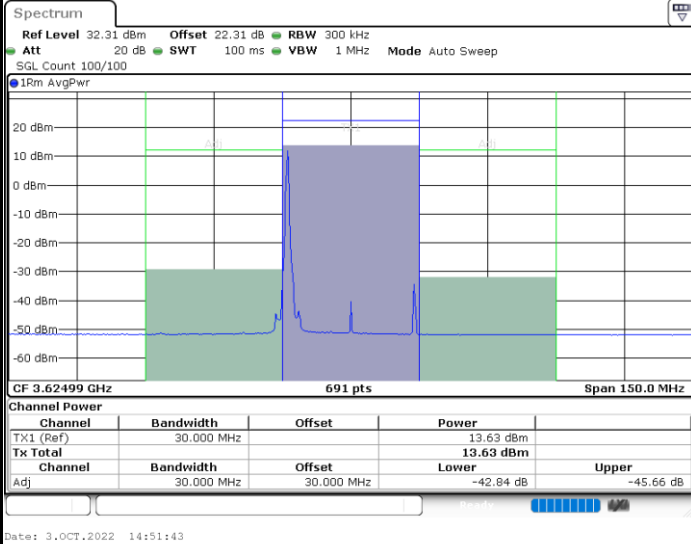 Spectrum
Ref Level 32.31 dBm Offset 22.31 dB RBW 300 kHz
Att 20 dB SWT 100 ms VBW 1 MHz Mode Auto Sweep
SGL Count 100/100
1Rm AvgPwr
TX1
20 dBm
Adj Adj
10 dBm
0 dBm
-10 dBm
-20 dBm
-30 dBm
-40 dBm
-50 dBm
-60 dBm
CF 3.62499 GHz 691 pts Span 150.0 MHz
Channel Power
Channel Bandwidth Offset Power
TX1 (Ref) 30.000 MHz 13.63 dBm
Tx Total 13.63 dBm
Channel Bandwidth Offset Lower Upper
Adj 30.000 MHz 30.000 MHz -42.84 dB -45.66 dB
Ready
Date: 3.OCT.2022 14:51:43